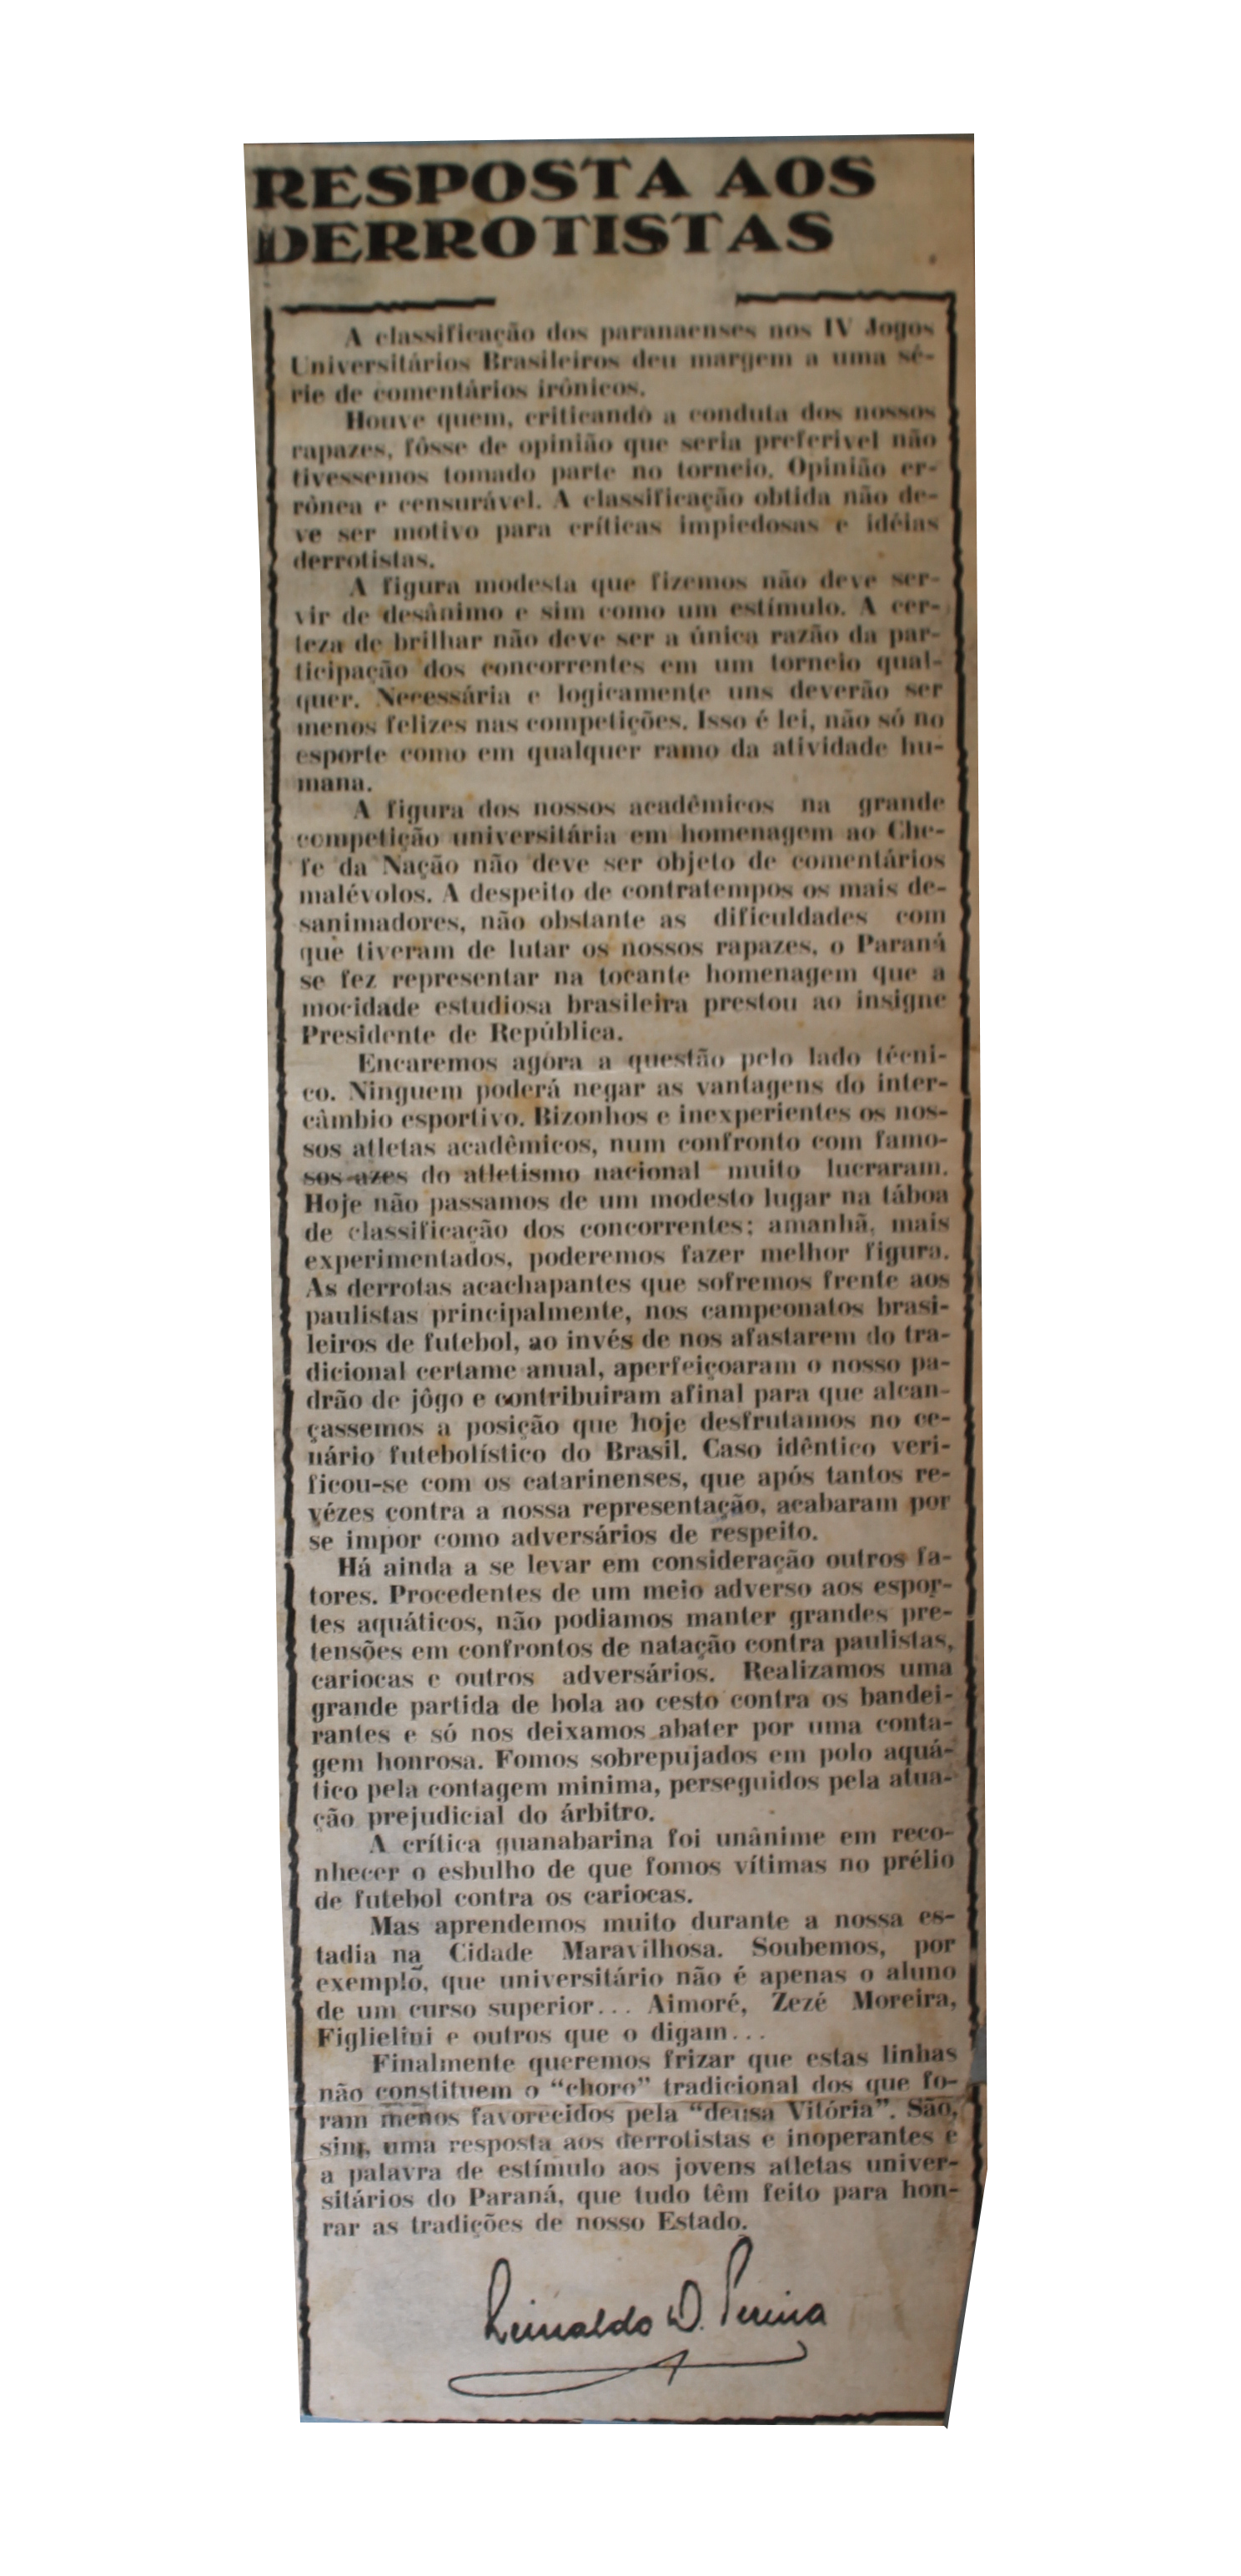 RESPOSTA AOS
DERROTISTAS
A classificação dos paranaenses nos IV Jogos
Universitários Brasileiros deu margem a uma sé-
rie de comentários irônicos.
Houve quem, criticando a conduta dos nossos
rapazes, fôsse de opinião que seria preferivel não
tivessemos tomado parte no torneio. Opinião er-
rônea e censurável. A classificação obtida não de-
ve ser motivo para críticas impiedosas e idéias
derrotistas.
A figura modesta que fizemos não deve ser-
vir de desânimo e sim como um estímulo. A cer-
teza de brilhar não deve ser a única razão da par-
ticipação dos concorrentes em um torneio qual-
quer. Necessária e logicamente uns deverão ser
menos felizes nas competições. Isso é lei, não só no
esporte como em qualquer ramo da atividade hu-
mana.
A figura dos nossos acadêmicos na grande
competição universitária em homenagem ao Che-
fe da Nação não deve ser objeto de comentários
malévolos. A despeito de contratempos os mais de-
sanimadores, não obstante as dificuldades com
que tiveram de lutar os nossos rapazes, o Paraná
se fez representar na tocante homenagem que a
mocidade estudiosa brasileira prestou ao insigne
Presidente de República.
Encaremos agora a questão pelo lado técni-
co. Ninguem poderá negar as vantagens do inter-
câmbio esportivo. Bizonhos e inexperientes os nos-
sos atletas acadêmicos, num confronto com famo-
sos azes do atletismo nacional muito lucraram.
Hoje não passamos de um modesto lugar na táboa
de classificação dos concorrentes; amanhã, mais
experimentados, poderemos fazer melhor figura.
As derrotas acachapantes que sofremos frente aos
paulistas principalmente, nos campeonatos brasi-
leiros de futebol, ao invés de nos afastarem do tra-
dicional certame anual, aperfeiçoaram o nosso pa-
drão de jôgo e contribuiram afinal para que alcan-
çassemos a posição que hoje desfrutamos no ce-
nário futebolístico do Brasil. Caso idêntico veri-
ficou-se com os catarinenses, que após tantos re-
vézes contra a nossa representação, acabaram por
se impor como adversários de respeito.
Há ainda a se levar em consideração outros fa-
tores. Procedentes de um meio adverso aos espor-
tes aquáticos, não podiamos manter grandes pre-
tensões em confrontos de natação contra paulistas,
cariocas e outros adversários. Realizamos uma
grande partida de bola ao cesto contra os bandei-
rantes e só nos deixamos abater por uma conta-
gem honrosa. Fomos sobrepujados em polo aquá-
tico pela contagem minima, perseguidos pela atua-
ção prejudicial do árbitro.
A crítica guanabarina foi unânime em reco-
nhecer o esbulho de que fomos vítimas no prélio
de futebol contra os cariocas.
Mas aprendemos muito durante a nossa es-
tadia na Cidade Maravilhosa. Soubemos, por
exemplo, que universitário não é apenas o aluno
de um curso superior... Aimoré, Zezé Moreira,
Figlielini e outros que o digam...
Finalmente queremos frizar que estas linhas
não constituem o "choro" tradicional dos que fo-
ram menos favorecidos pela "deusa Vitória". São,
sim, uma resposta aos derrotistas e inoperantes e
a palavra de estímulo aos jovens atletas univer-
sitários do Paraná, que tudo têm feito para hon-
rar as tradições de nosso Estado.
Reinaldo D. Pereira